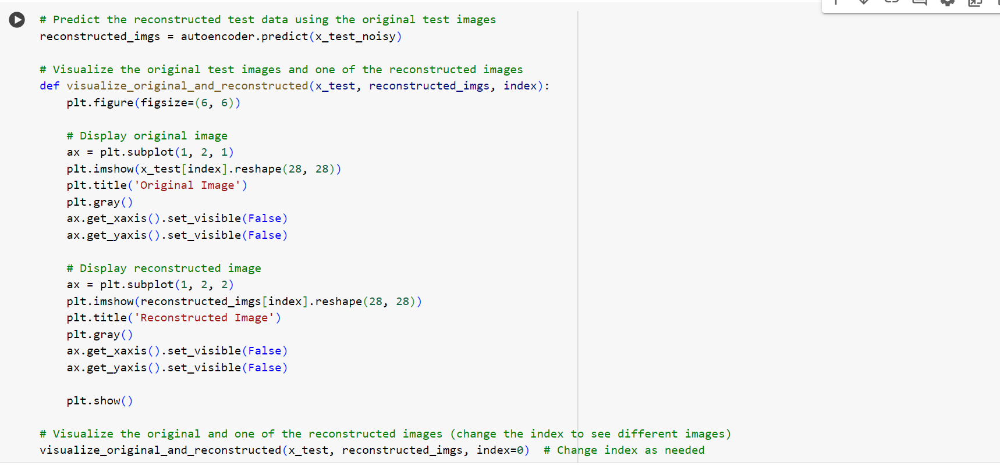 # Predict the reconstructed test data using the original test images
reconstructed_imgs = autoencoder.predict(x_test_noisy)

# Visualize the original test images and one of the reconstructed images
def visualize_original_and_reconstructed(x_test, reconstructed_imgs, index):
    plt.figure(figsize=(6, 6))

    # Display original image
    ax = plt.subplot(1, 2, 1)
    plt.imshow(x_test[index].reshape(28, 28))
    plt.title('Original Image')
    plt.gray()
    ax.get_xaxis().set_visible(False)
    ax.get_yaxis().set_visible(False)

    # Display reconstructed image
    ax = plt.subplot(1, 2, 2)
    plt.imshow(reconstructed_imgs[index].reshape(28, 28))
    plt.title('Reconstructed Image')
    plt.gray()
    ax.get_xaxis().set_visible(False)
    ax.get_yaxis().set_visible(False)

    plt.show()

# Visualize the original and one of the reconstructed images (change the index to see different images)
visualize_original_and_reconstructed(x_test, reconstructed_imgs, index=0)  # Change index as needed